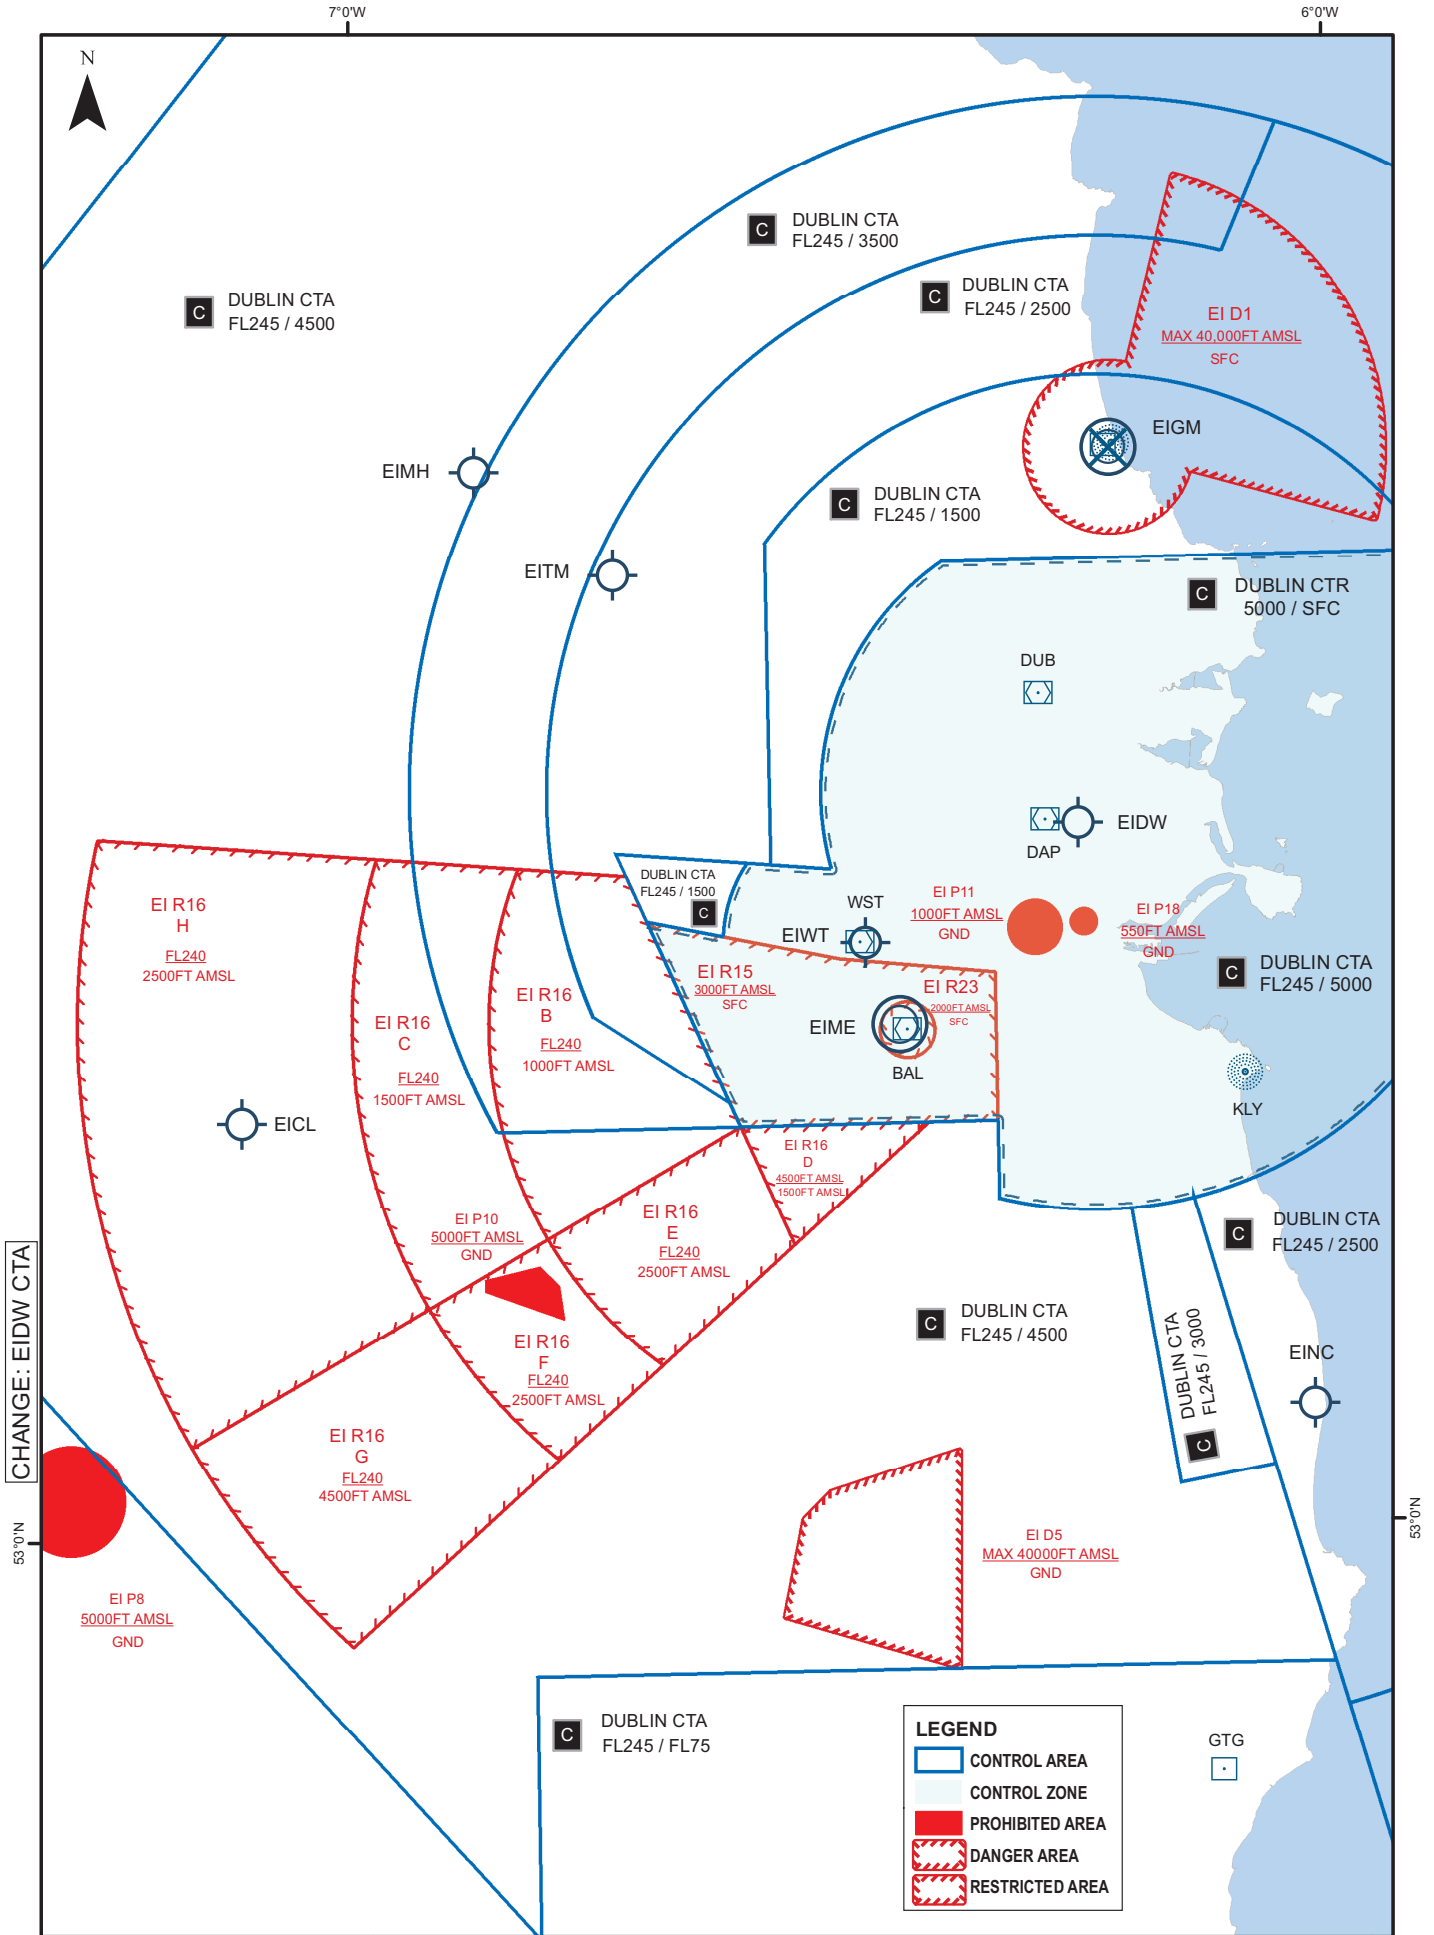 7°0'W
6°0'W
N
C
DUBLIN CTA
FL245 / 3500
C
DUBLIN CTA
FL245 / 4500
C
DUBLIN CTA
FL245 / 2500
EI D1
MAX 40,000FT AMSL
SFC
EIGM
EIMH
C
DUBLIN CTA
FL245 / 1500
EITM
C
DUBLIN CTR
5000 / SFC
DUB
EIDW
DAP
DUBLIN CTA
FL245 / 1500
C
EI R16
H
FL240
2500FT AMSL
WST
EIWT
EI P11
1000FT AMSL
GND
EI P18
550FT AMSL
GND
C
DUBLIN CTA
FL245 / 5000
EI R15
3000FT AMSL
SFC
EI R23
2000FT AMSL
SFC
EI R16
B
FL240
1000FT AMSL
EI R16
C
FL240
1500FT AMSL
EIME
BAL
KLY
EICL
EI R16
D
4500FT AMSL
1500FT AMSL
EI P10
5000FT AMSL
GND
EI R16
E
FL240
2500FT AMSL
C
DUBLIN CTA
FL245 / 2500
C
DUBLIN CTA
FL245 / 4500
DUBLIN CTA
FL245 / 3000
C
EINC
EI R16
F
FL240
2500FT AMSL
EI R16
G
FL240
4500FT AMSL
CHANGE: EIDW CTA
53°0'N
53°0'N
EI D5
MAX 40000FT AMSL
GND
EI P8
5000FT AMSL
GND
C
DUBLIN CTA
FL245 / FL75
GTG
LEGEND
CONTROL AREA
CONTROL ZONE
PROHIBITED AREA
DANGER AREA
RESTRICTED AREA